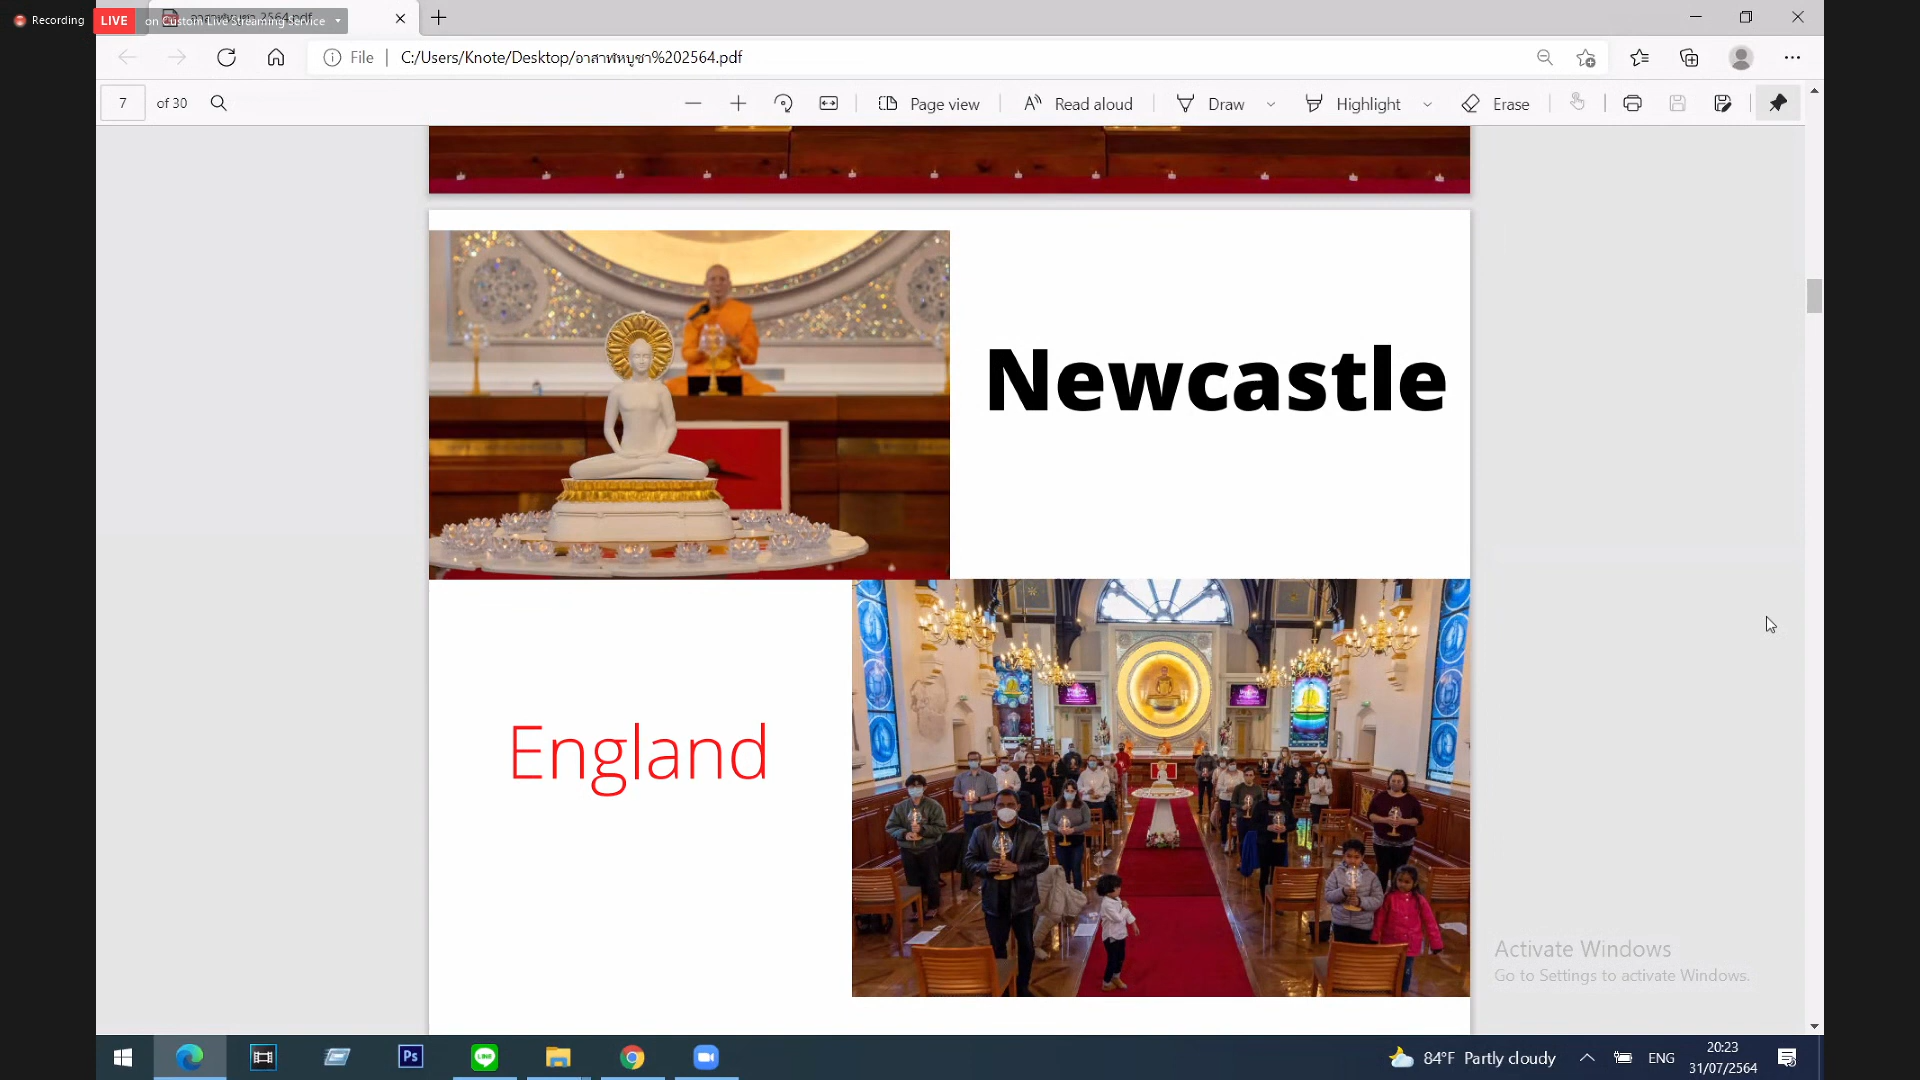 Recording
LIVE
on Custom Live Streaming Service
File
C:/Users/Knote/Desktop/อาสาฬหบูชา%202564.pdf
7
of 30
Page view
Read aloud
Draw
Highlight
Erase
Newcastle
England
Activate Windows
Go to Settings to activate Windows.
Ps
LINE
84°F Partly cloudy
ENG
20:23
31/07/2564